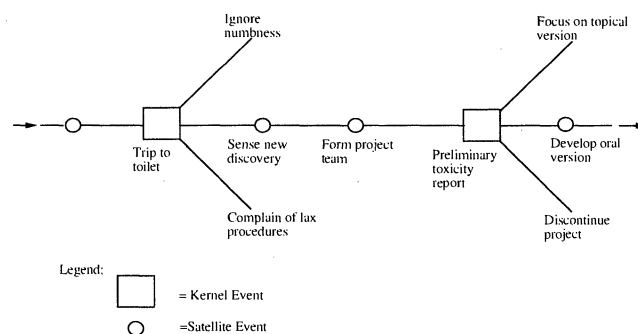 Ignore
numbness
Focus on topical
version
Trip to
toilet
Sense new
discovery
Form project
team
Preliminary
toxicity
report
Develop oral
version
Complain of lax
procedures
Discontinue
project
Legend:
= Kernel Event
=Satellite Event